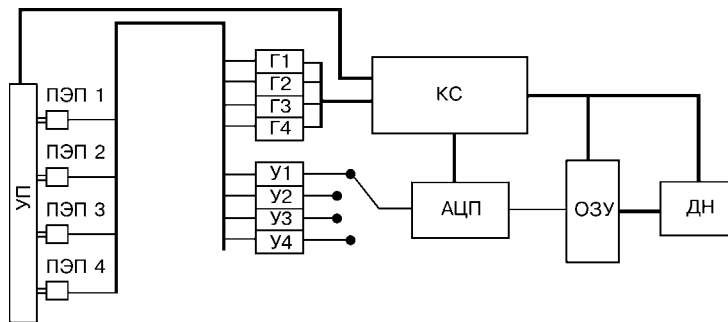 ПЭП 1
ПЭП 2
ПЭП 3
ПЭП 4
УП
Г1
Г2
Г3
Г4
У1
У2
У3
У4
КС
АЦП
ОЗУ
ДН